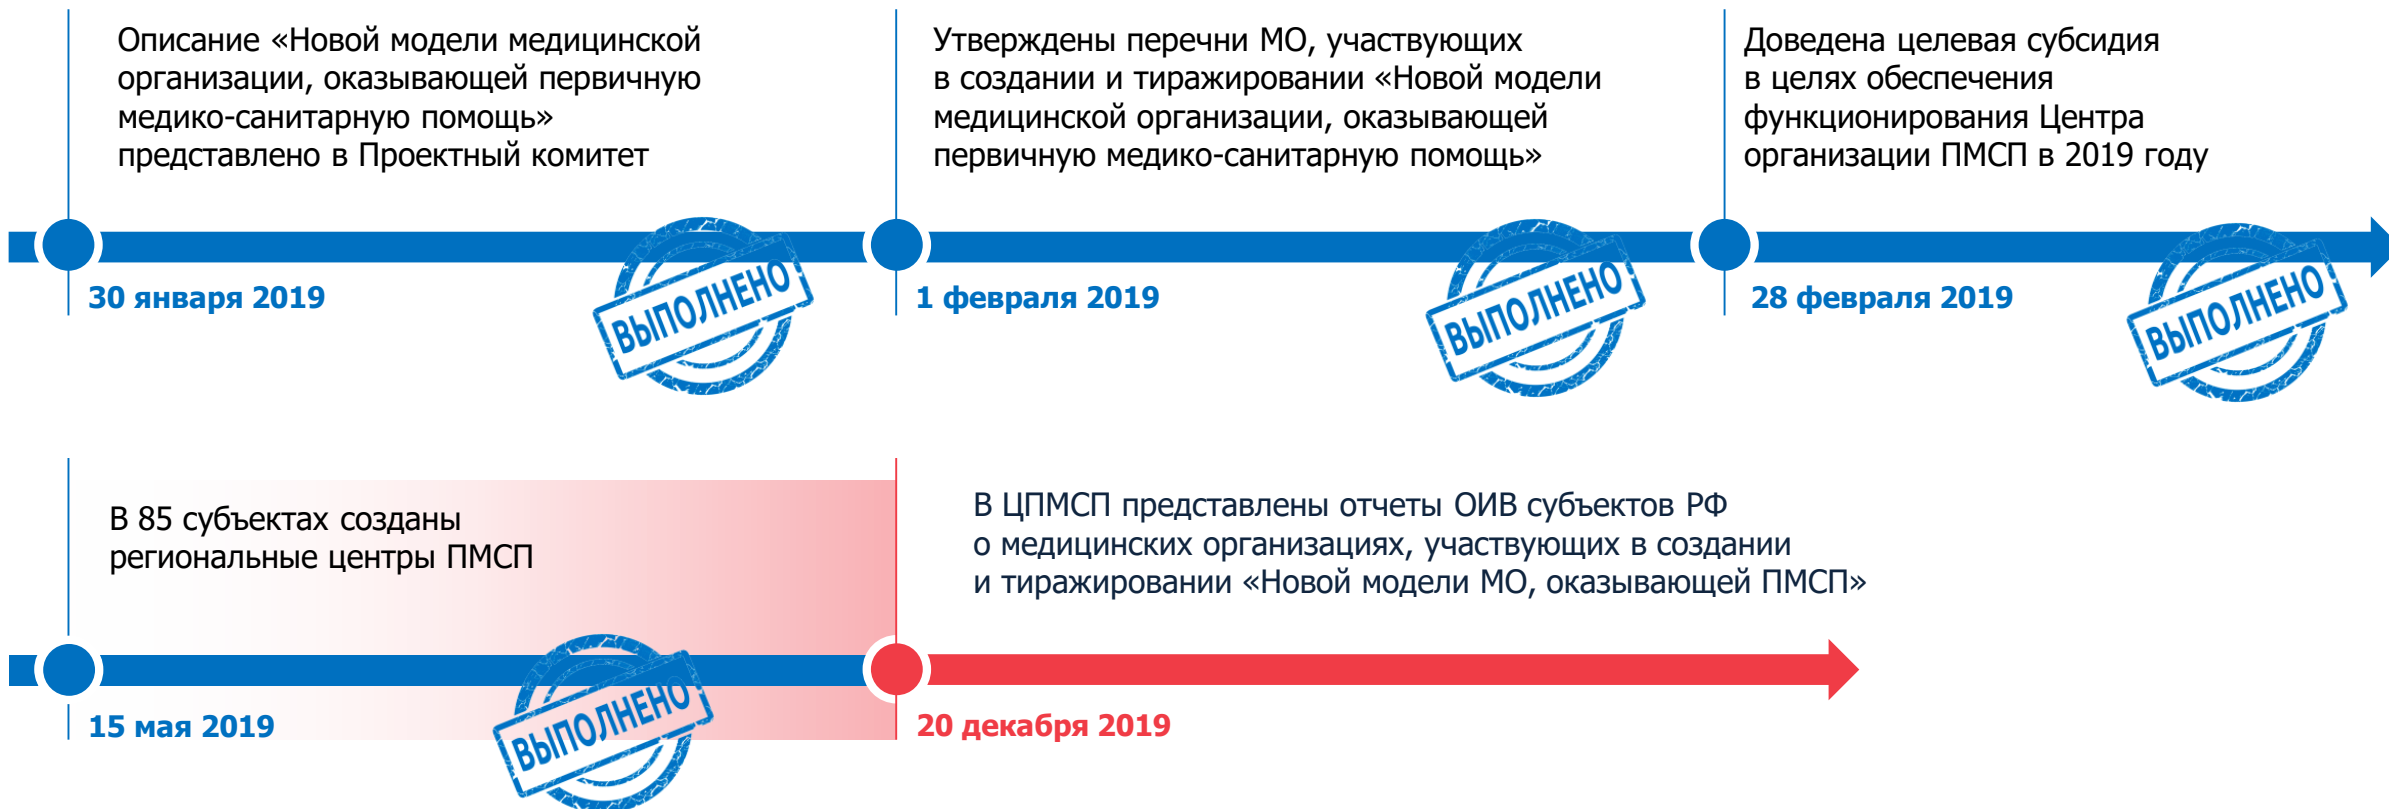 Описание «Новой модели медицинской
организации, оказывающей первичную
медико-санитарную помощь»
представлено в Проектный комитет
30 января 2019
ВЫПОЛНЕНО
Утверждены перечни МО, участвующих
в создании и тиражировании «Новой модели
медицинской организации, оказывающей
первичную медико-санитарную помощь»
1 февраля 2019
ВЫПОЛНЕНО
Доведена целевая субсидия
в целях обеспечения
функционирования Центра
организации ПМСП в 2019 году
28 февраля 2019
ВЫПОЛНЕНО
В 85 субъектах созданы
региональные центры ПМСП
15 мая 2019
ВЫПОЛНЕНО
В ЦПМСП представлены отчеты ОИВ субъектов РФ
о медицинских организациях, участвующих в создании
и тиражировании «Новой модели МО, оказывающей ПМСП»
20 декабря 2019